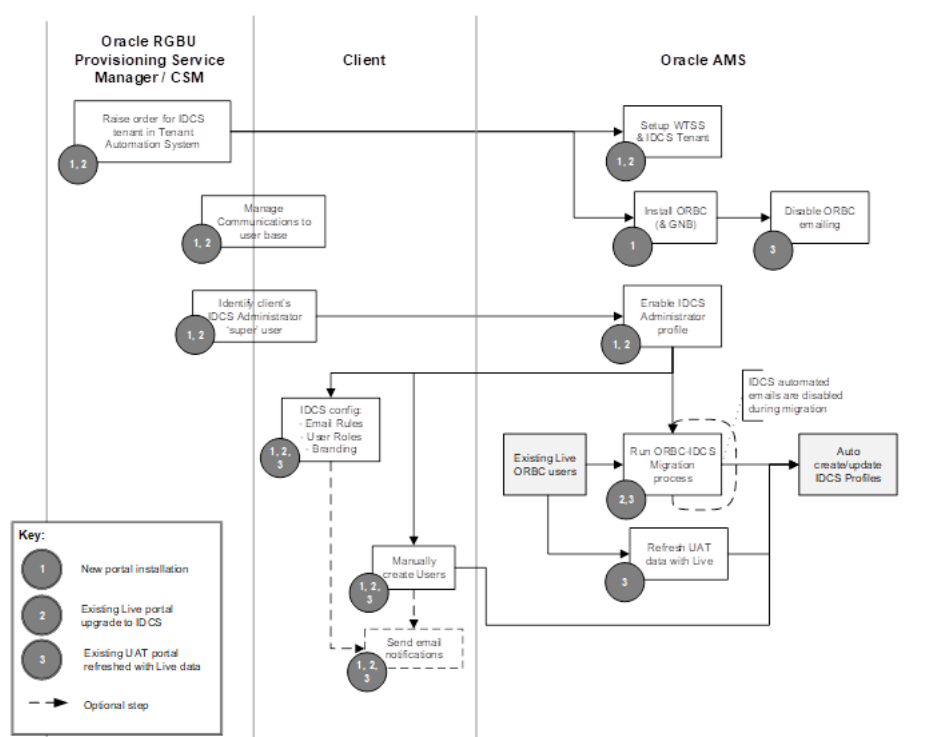 Oracle RGBU
Provisioning Service
Manager / CSM
Client
Oracle AMS
Raise order for IDCS
tenant in Tenant
Automation System
1, 2
Setup WTSS
& IDCS Tenant
1, 2
Manage
Communications to
user base
1, 2
Install ORBC
(& GNB)
1
Disable ORBC
emailing
3
Identify client's
IDCS Administrator
'super' user
1, 2
Enable IDCS
Administrator
profile
1, 2
IDCS automated
emails are disabled
during migration
IDCS config:
- Email Rules
- User Roles
- Branding
1, 2,
3
Existing Live
ORBC users
Run ORBC-IDCS
Migration
process
2,3
Auto
create/update
IDCS Profiles
Refresh UAT
data with Live
3
Manually
create Users
1, 2,
3
Send email
notifications
1, 2,
3
Key:
1
New portal installation
2
Existing Live portal
upgrade to IDCS
3
Existing UAT portal
refreshed with Live data
Optional step